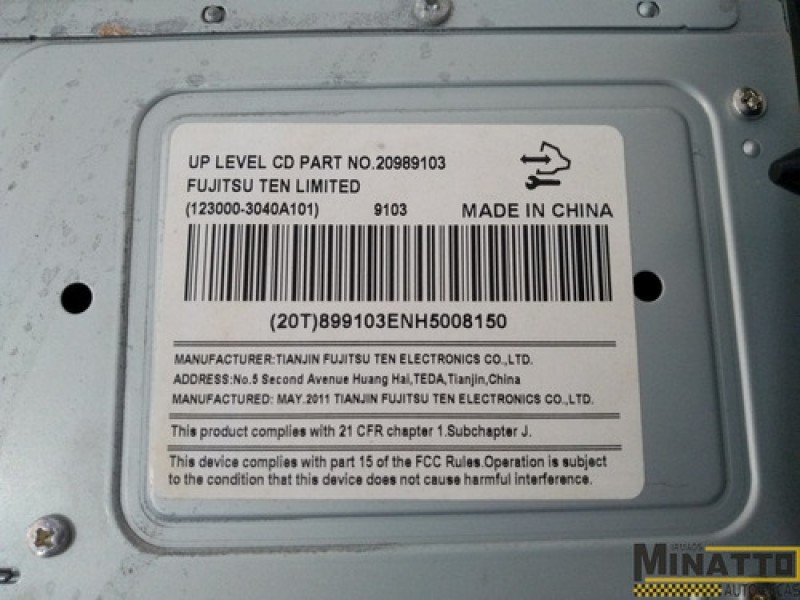 UP LEVEL CD PART NO.20989103
FUJITSU TEN LIMITED
(123000-3040A101) 9103 MADE IN CHINA
(20T)899103ENH5008150
MANUFACTURER:TIANJIN FUJITSU TEN ELECTRONICS CO.,LTD.
ADDRESS:No.5 Second Avenue Huang Hai,TEDA,Tianjin,China
MANUFACTURED: MAY.2011 TIANJIN FUJITSU TEN ELECTRONICS CO.,LTD.
This product complies with 21 CFR chapter 1.Subchapter J.
This device complies with part 15 of the FCC Rules.Operation is subject
to the condition that this device does not cause harmful interference.
IRMÃOS
MINATTO
AUTOPEÇAS